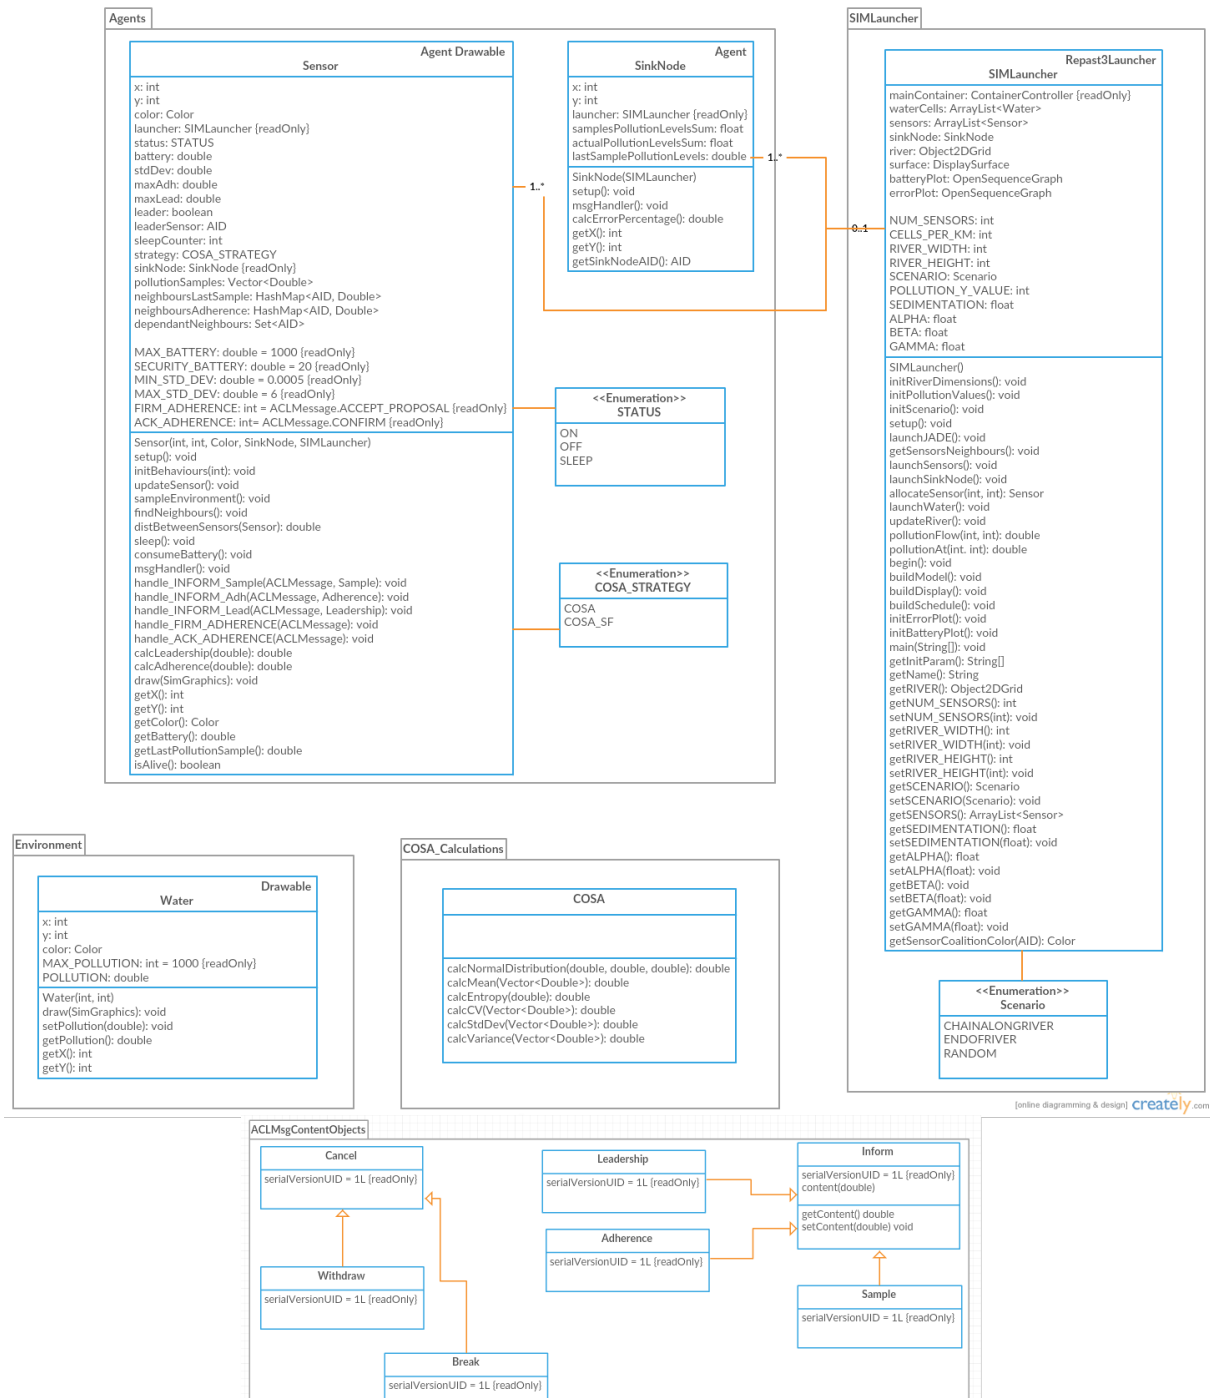 Agents
Agent Drawable
Sensor
x: int
y: int
color: Color
launcher: SIMLauncher {readOnly}
status: STATUS
battery: double
stdDev: double
maxAdh: double
maxLead: double
leader: boolean
leaderSensor: AID
sleepCounter: int
strategy: COSA_STRATEGY
sinkNode: SinkNode {readOnly}
pollutionSamples: Vector<Double>
neighboursLastSample: HashMap<AID, Double>
neighboursAdherence: HashMap<AID, Double>
dependantNeighbours: Set<AID>
MAX_BATTERY: double = 1000 {readOnly}
SECURITY_BATTERY: double = 20 {readOnly}
MIN_STD_DEV: double = 0.0005 {readOnly}
MAX_STD_DEV: double = 6 {readOnly}
FIRM_ADHERENCE: int = ACLMessage.ACCEPT_PROPOSAL {readOnly}
ACK_ADHERENCE: int= ACLMessage.CONFIRM {readOnly}
Sensor(int, int, Color, SinkNode, SIMLauncher)
setup(): void
initBehaviours(int): void
updateSensor(): void
sampleEnvironment(): void
findNeighbours(): void
distBetweenSensors(Sensor): double
sleep(): void
consumeBattery(): void
msgHandler(): void
handle_INFORM_Sample(ACLMessage, Sample): void
handle_INFORM_Adh(ACLMessage, Adherence): void
handle_INFORM_Lead(ACLMessage, Leadership): void
handle_FIRM_ADHERENCE(ACLMessage): void
handle_ACK_ADHERENCE(ACLMessage): void
calcLeadership(double): double
calcAdherence(double): double
draw(SimGraphics): void
getX(): int
getY(): int
getColor(): Color
getBattery(): double
getLastPollutionSample(): double
isAlive(): boolean
Agent
SinkNode
x: int
y: int
launcher: SIMLauncher {readOnly}
samplesPollutionLevelsSum: float
actualPollutionLevelsSum: float
lastSamplePollutionLevels: double
SinkNode(SIMLauncher)
setup(): void
msgHandler(): void
calcErrorPercentage(): double
getX(): int
getY(): int
getSinkNodeAID(): AID
1..*
1..*
0..1
<<Enumeration>>
STATUS
ON
OFF
SLEEP
<<Enumeration>>
COSA_STRATEGY
COSA
COSA_SF
SIMLauncher
Repast3Launcher
SIMLauncher
mainContainer: ContainerController {readOnly}
waterCells: ArrayList<Water>
sensors: ArrayList<Sensor>
sinkNode: SinkNode
river: Object2DGrid
surface: DisplaySurface
batteryPlot: OpenSequenceGraph
errorPlot: OpenSequenceGraph
NUM_SENSORS: int
CELLS_PER_KM: int
RIVER_WIDTH: int
RIVER_HEIGHT: int
SCENARIO: Scenario
POLLUTION_Y_VALUE: int
SEDIMENTATION: float
ALPHA: float
BETA: float
GAMMA: float
SIMLauncher()
initRiverDimensions(): void
initPollutionValues(): void
initScenario(): void
setup(): void
launchJADE(): void
getSensorsNeighbours(): void
launchSensors(): void
launchSinkNode(): void
allocateSensor(int, int): Sensor
launchWater(): void
updateRiver(): void
pollutionFlow(int, int): double
pollutionAt(int. int): double
begin(): void
buildModel(): void
buildDisplay(): void
buildSchedule(): void
initErrorPlot(): void
initBatteryPlot(): void
main(String[]): void
getInitParam(): String[]
getName(): String
getRIVER(): Object2DGrid
getNUM_SENSORS(): int
setNUM_SENSORS(int): void
getRIVER_WIDTH(): int
setRIVER_WIDTH(int): void
getRIVER_HEIGHT(): int
setRIVER_HEIGHT(int): void
getSCENARIO(): Scenario
setSCENARIO(Scenario): void
getSENSORS(): ArrayList<Sensor>
getSEDIMENTATION(): float
setSEDIMENTATION(float): void
getALPHA(): float
setALPHA(float): void
getBETA(): void
setBETA(float): void
getGAMMA(): float
setGAMMA(float): void
getSensorCoalitionColor(AID): Color
<<Enumeration>>
Scenario
CHAINALONGRIVER
ENDOFRIVER
RANDOM
Environment
Drawable
Water
x: int
y: int
color: Color
MAX_POLLUTION: int = 1000 {readOnly}
POLLUTION: double
Water(int, int)
draw(SimGraphics): void
setPollution(double): void
getPollution(): double
getX(): int
getY(): int
COSA_Calculations
COSA
calcNormalDistribution(double, double, double): double
calcMean(Vector<Double>): double
calcEntropy(double): double
calcCV(Vector<Double>): double
calcStdDev(Vector<Double>): double
calcVariance(Vector<Double>): double
[online diagramming & design] creately.com
ACLMsgContentObjects
Cancel
serialVersionUID = 1L {readOnly}
Withdraw
serialVersionUID = 1L {readOnly}
Break
serialVersionUID = 1L {readOnly}
Leadership
serialVersionUID = 1L {readOnly}
Adherence
serialVersionUID = 1L {readOnly}
Inform
serialVersionUID = 1L {readOnly}
content(double)
getContent() double
setContent(double) void
Sample
serialVersionUID = 1L {readOnly}